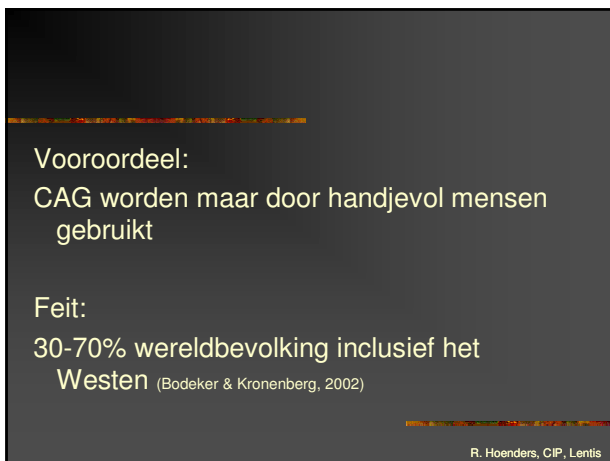 Vooroordeel:
CAG worden maar door handjevol mensen
gebruikt
Feit:
30-70% wereldbevolking inclusief het
Westen (Bodeker & Kronenberg, 2002)
R. Hoenders, CIP, Lentis